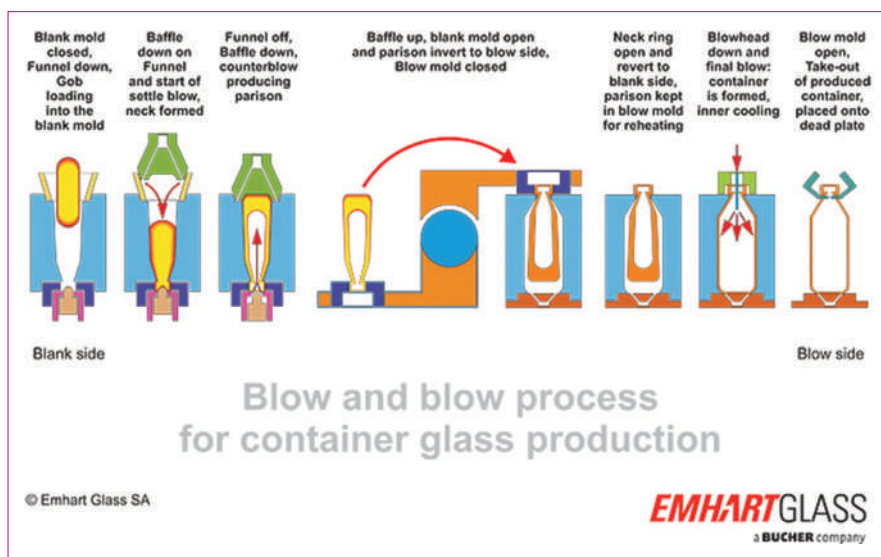 Blank mold
closed,
Funnel down,
Gob
loading
into the
blank mold
Baffle
down on
Funnel
and start of
settle blow,
neck formed
Funnel off,
Baffle down,
counterblow
producing
parison
Baffle up, blank mold open
and parison invert to blow side,
Blow mold closed
Neck ring
open and
revert to
blank side,
parison kept
in blow mold
for reheating
Blowhead
down and
final blow:
container
is formed,
inner cooling
Blow mold
open,
Take-out
of produced
container,
placed onto
dead plate
Blank side
Blow side
Blow and blow process
for container glass production
© Emhart Glass SA
EMHARTGLASS
a BUCHER company